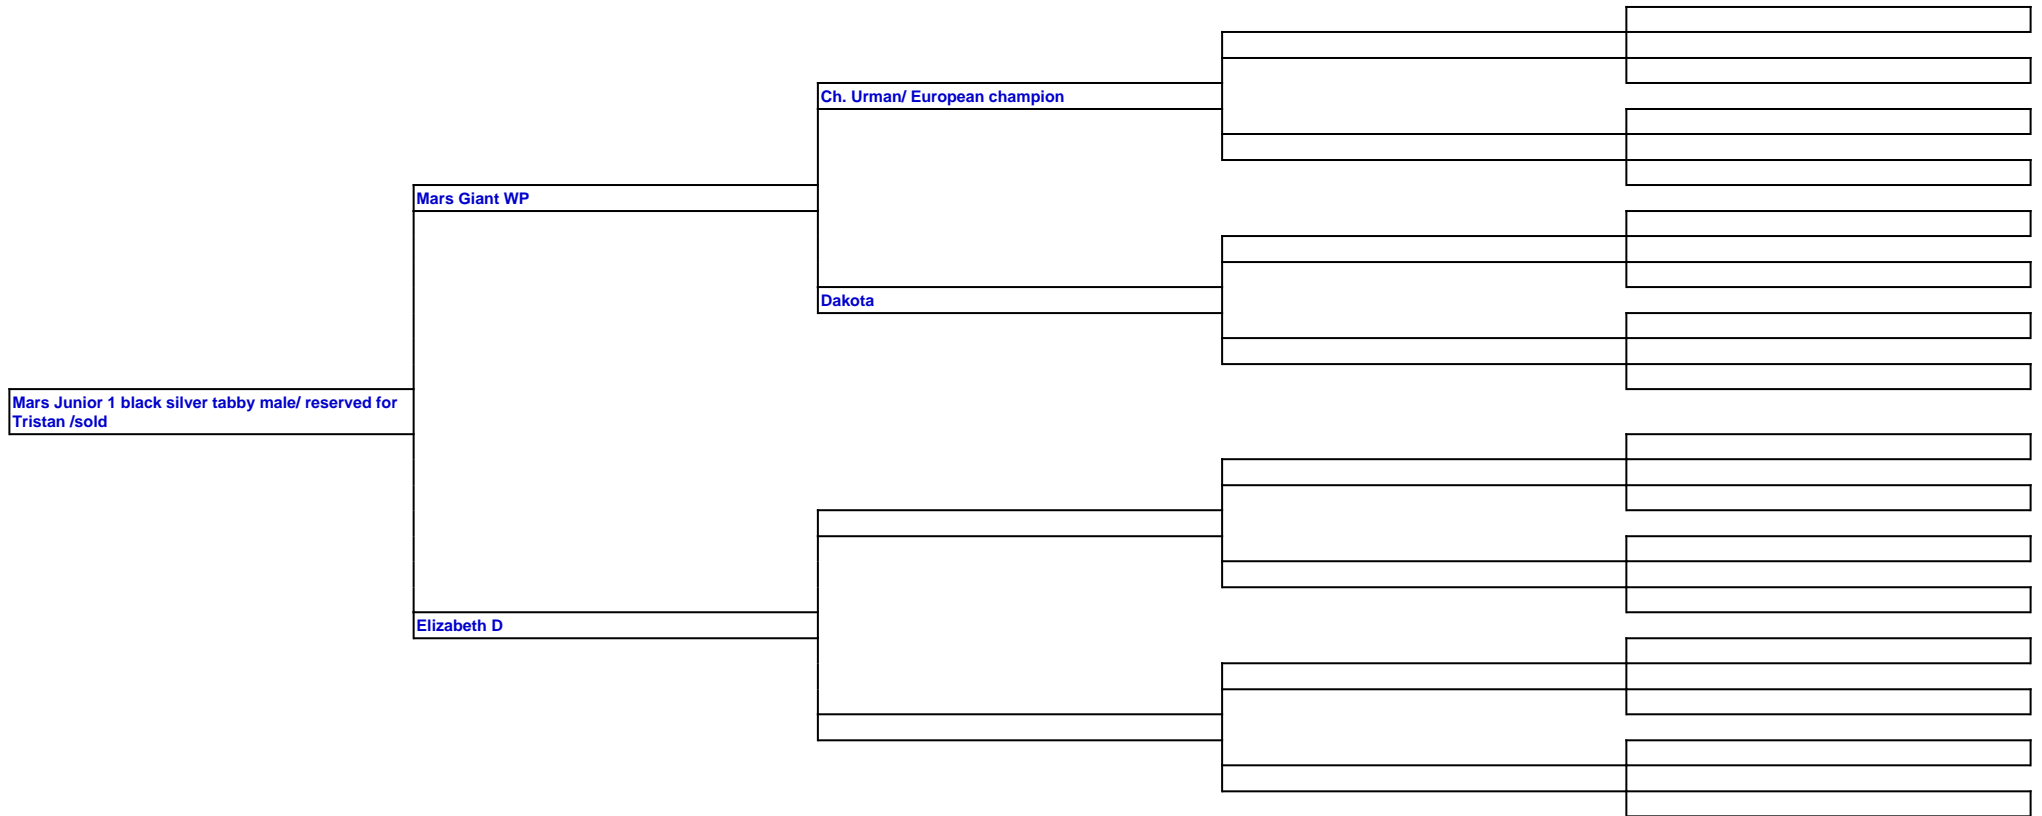 Ch. Urman/ European champion
Mars Giant WP
Dakota
Mars Junior 1 black silver tabby male/ reserved for
Tristan /sold
Elizabeth D